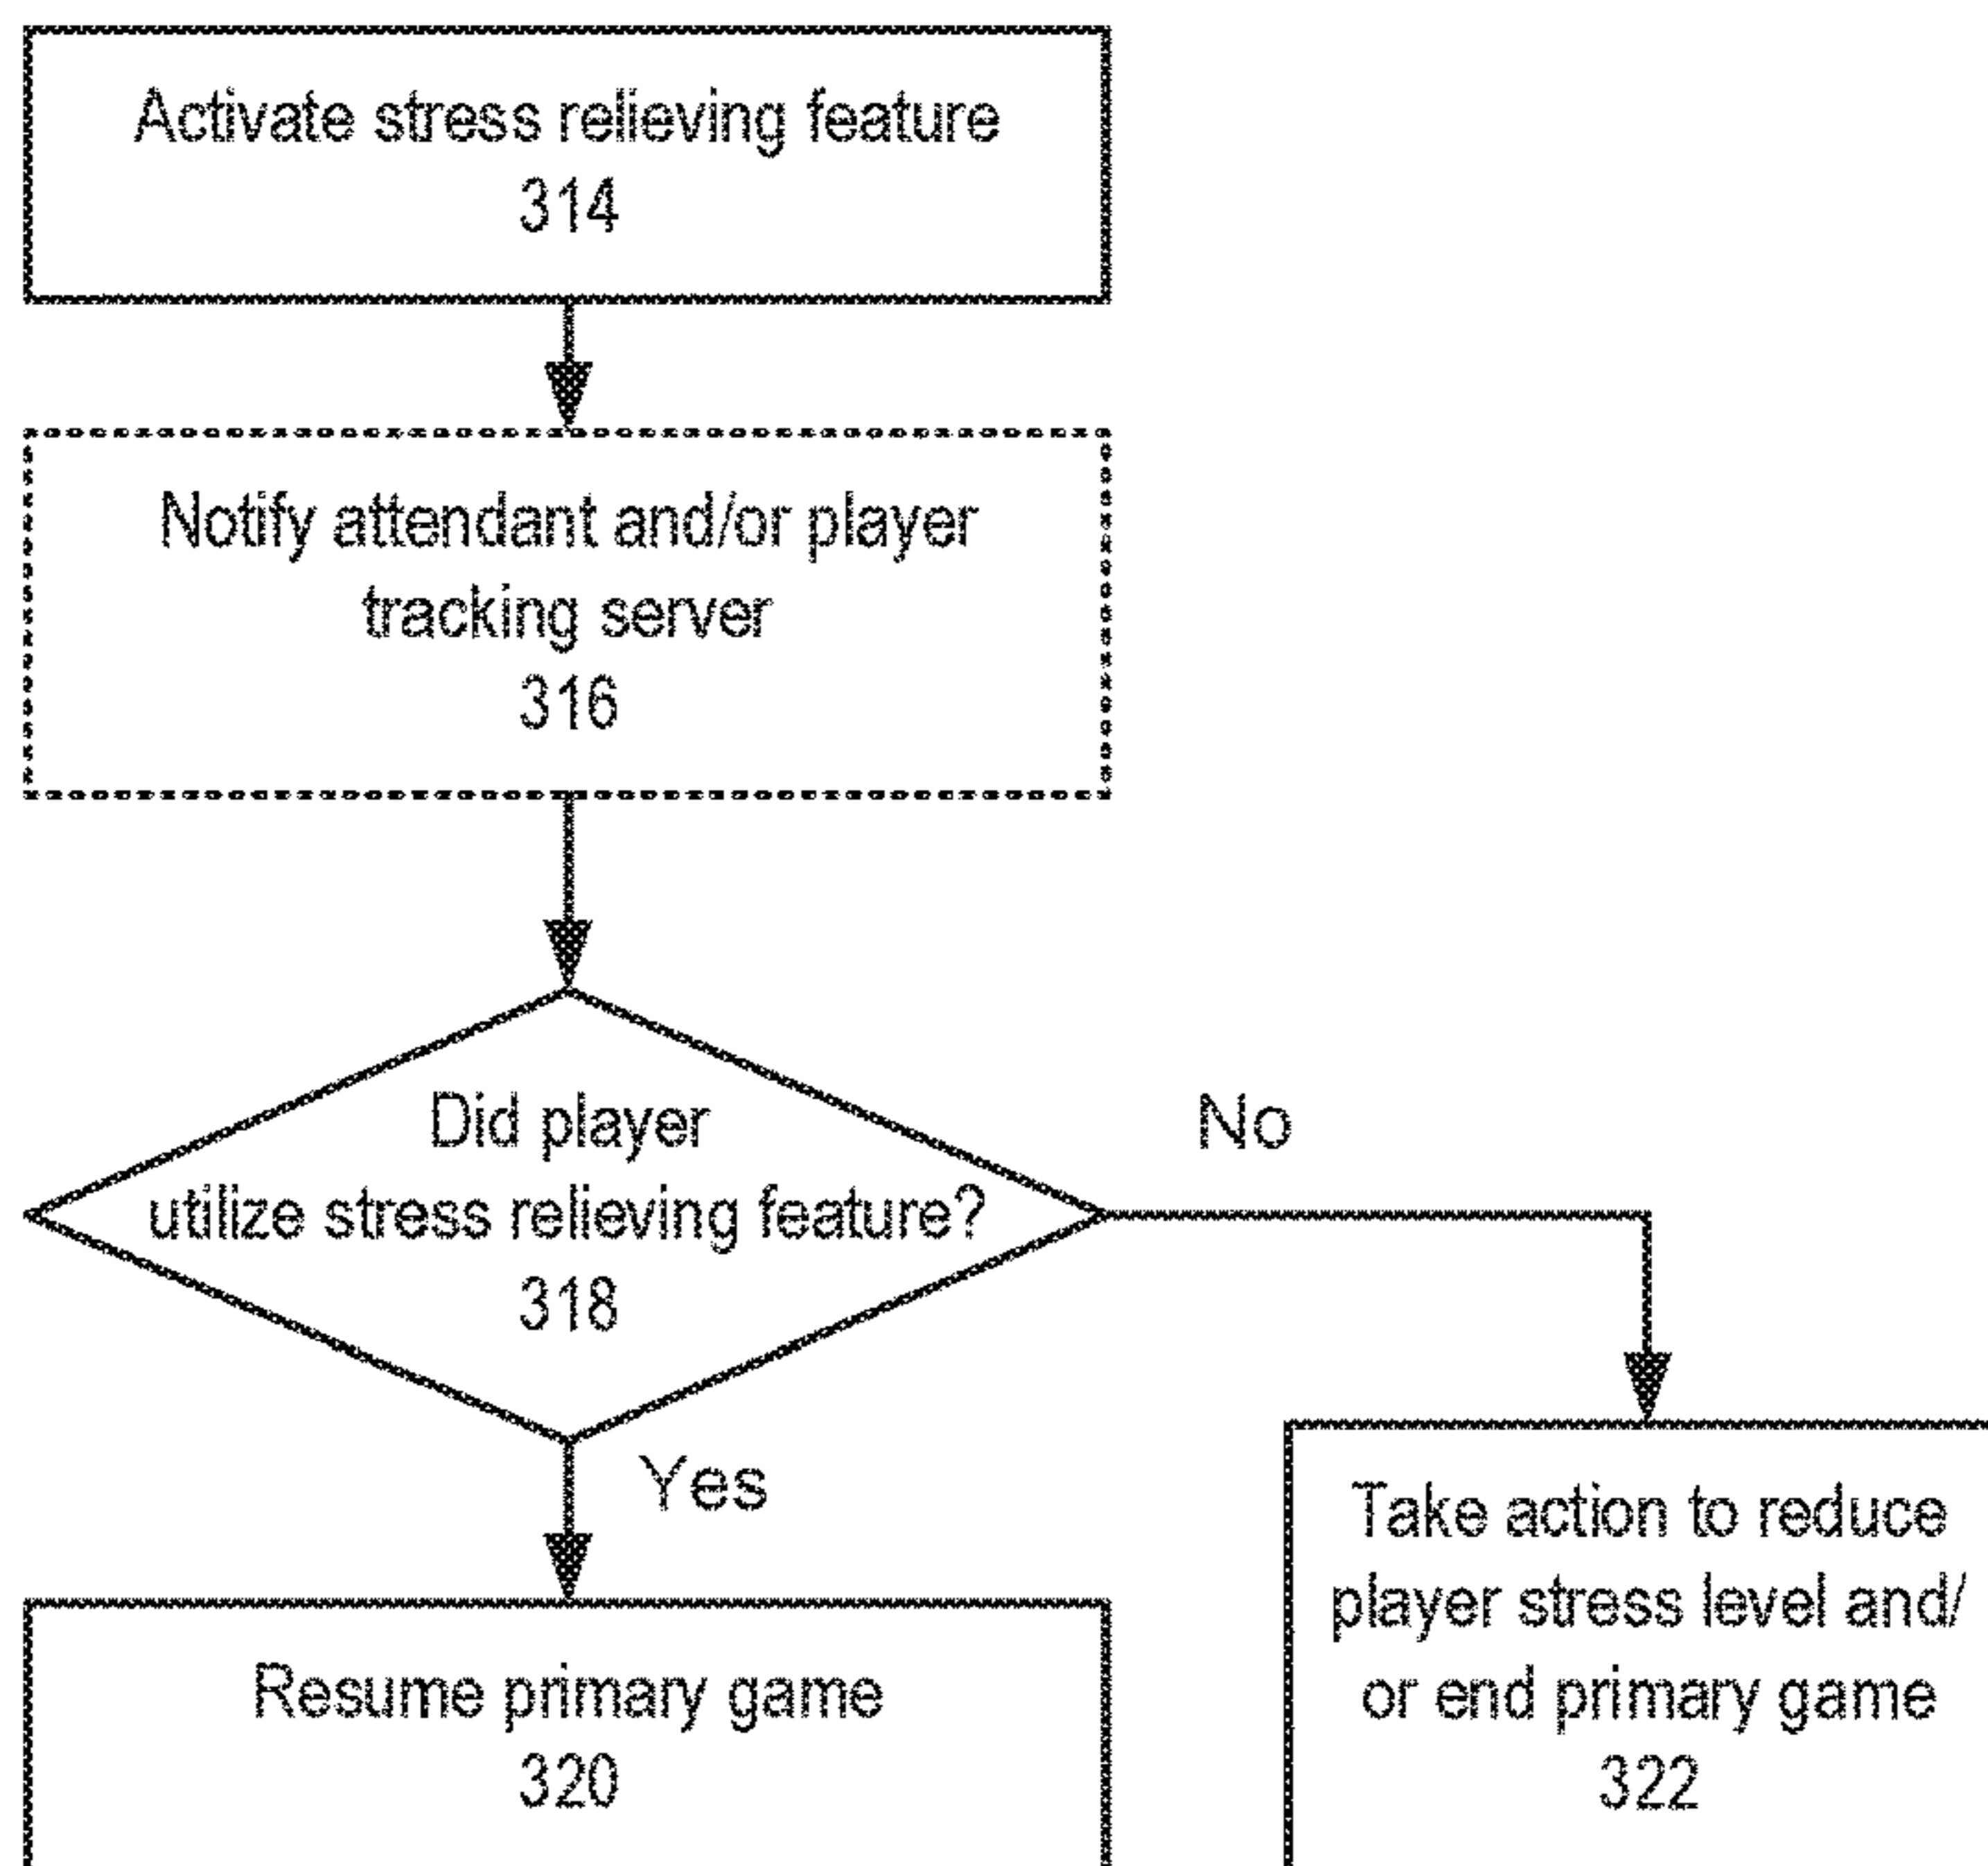 Activate stress relieving feature
314
Notify attendant and/or player
tracking server
316
Did player
utilize stress relieving feature?
318
No
Yes
Take action to reduce
player stress level and/
or end primary game
322
Resume primary game
320